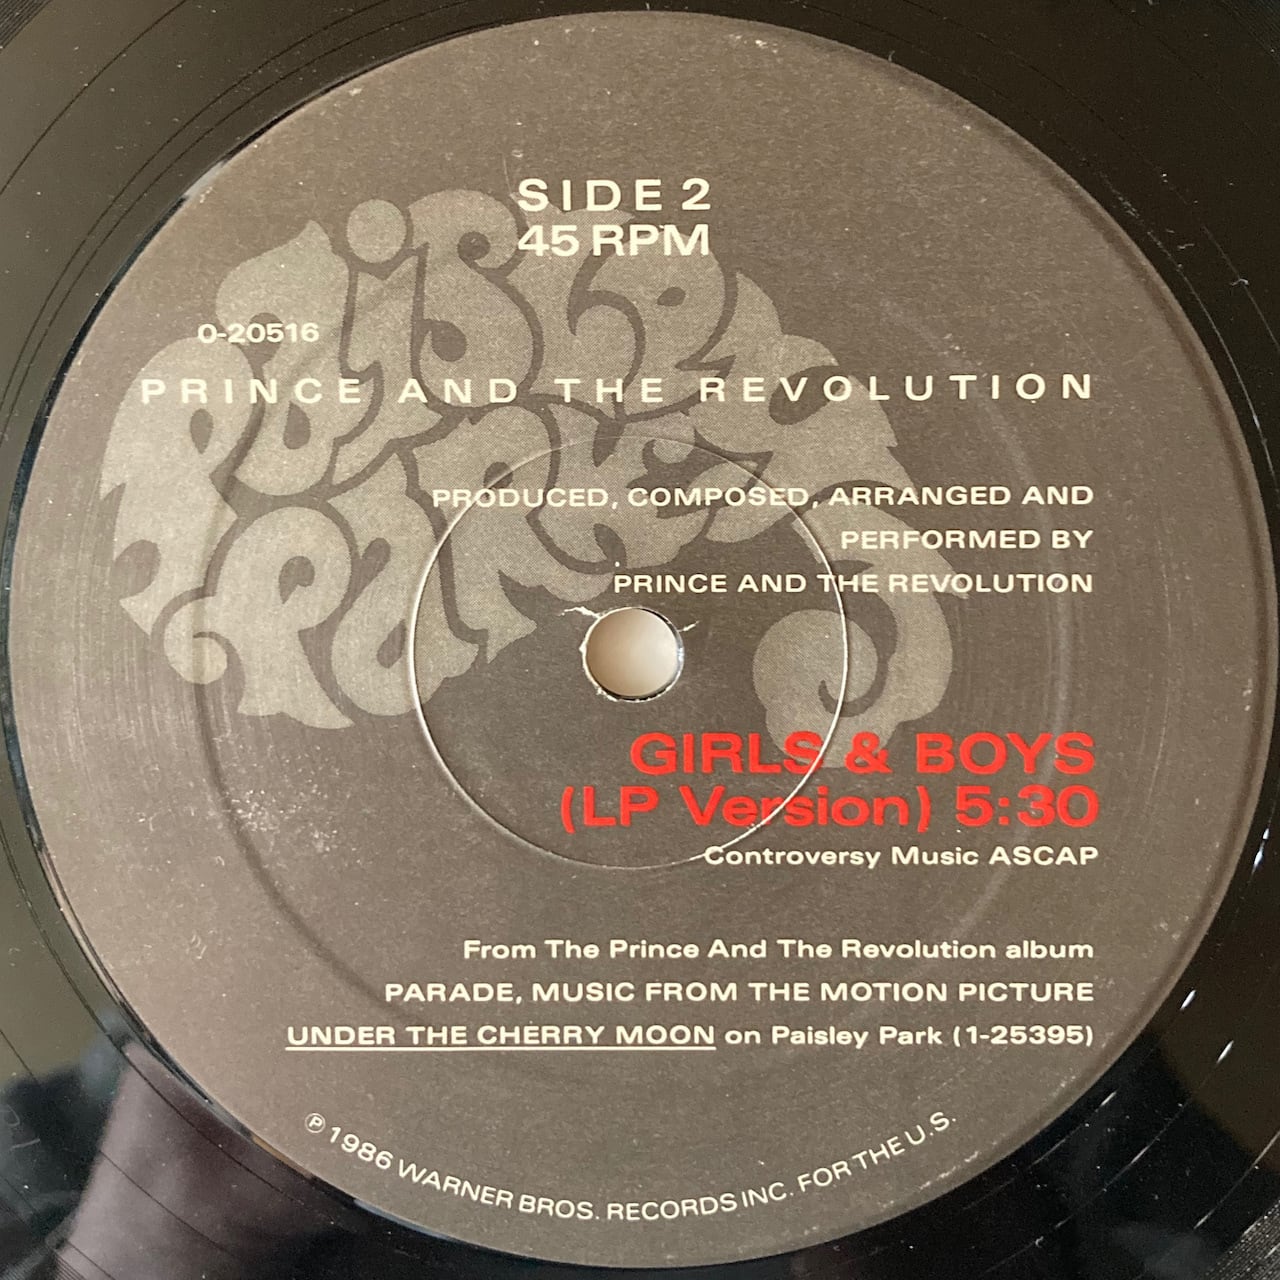 SIDE 2
45 RPM
0-20516
Paisley
Park
PRINCE AND THE REVOLUTION
PRODUCED, COMPOSED, ARRANGED AND
PERFORMED BY
PRINCE AND THE REVOLUTION
GIRLS & BOYS
(LP Version) 5:30
Controversy Music ASCAP
From The Prince And The Revolution album
PARADE, MUSIC FROM THE MOTION PICTURE
UNDER THE CHERRY MOON on Paisley Park (1-25395)
℗ 1986 WARNER BROS. RECORDS INC. FOR THE U.S.